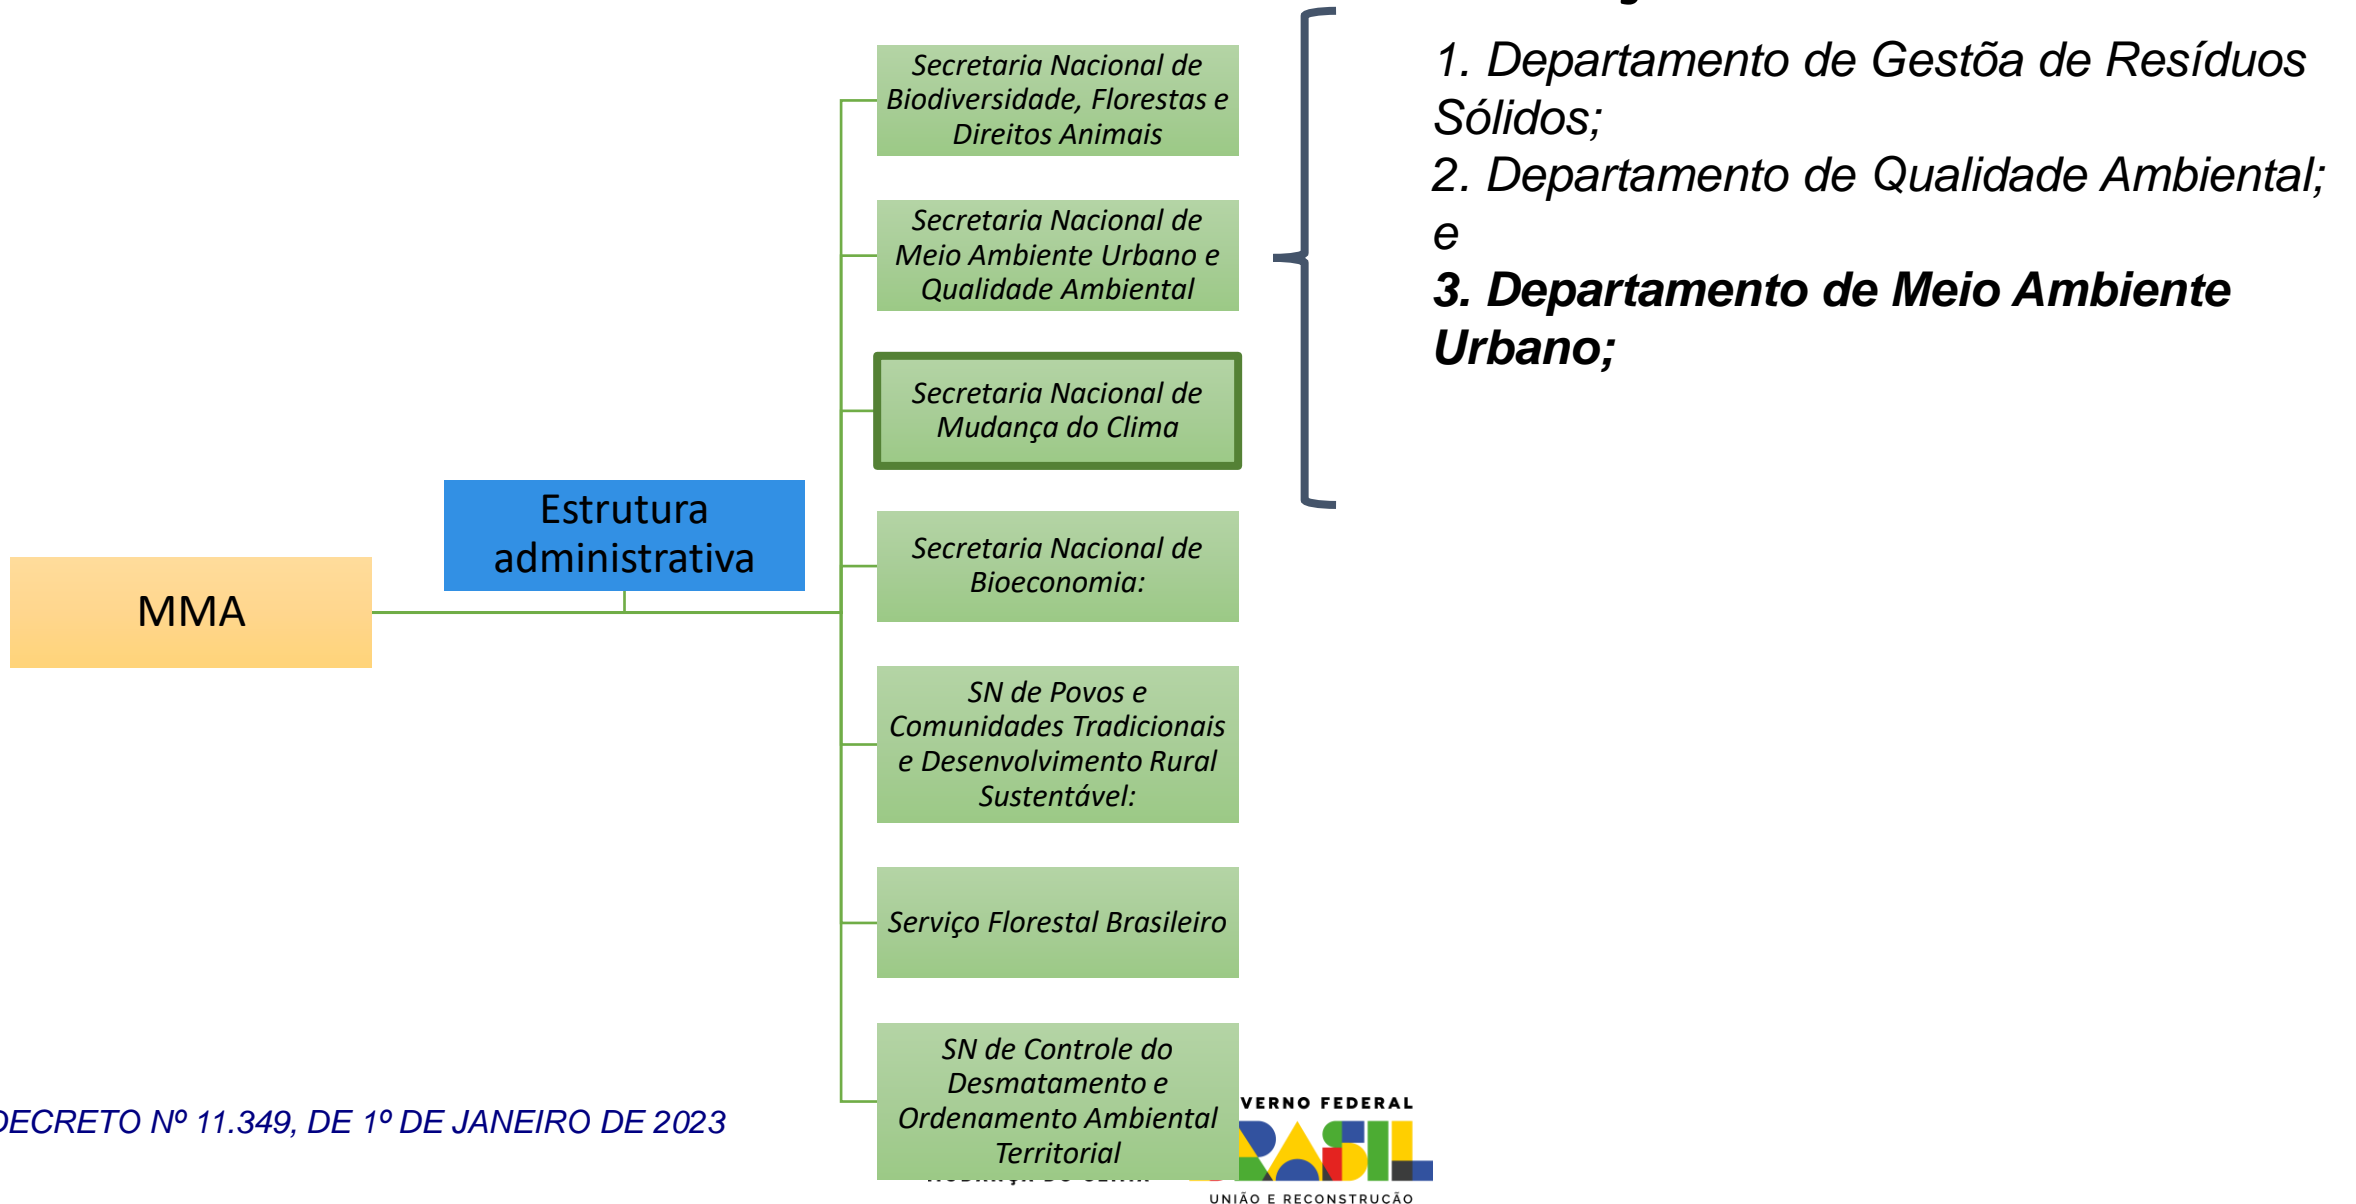 Secretaria Nacional de
Biodiversidade, Florestas e
Direitos Animais
Secretaria Nacional de
Meio Ambiente Urbano e
Qualidade Ambiental
Secretaria Nacional de
Mudança do Clima
Estrutura
administrativa
MMA
Secretaria Nacional de
Bioeconomia:
SN de Povos e
Comunidades Tradicionais
e Desenvolvimento Rural
Sustentável:
Serviço Florestal Brasileiro
SN de Controle do
Desmatamento e
Ordenamento Ambiental
Territorial
1. Departamento de Gestõa de Resíduos
Sólidos;
2. Departamento de Qualidade Ambiental;
e
3. Departamento de Meio Ambiente
Urbano;
DECRETO Nº 11.349, DE 1º DE JANEIRO DE 2023
VERNO FEDERAL
RASIL
UNIÃO E RECONSTRUÇÃO